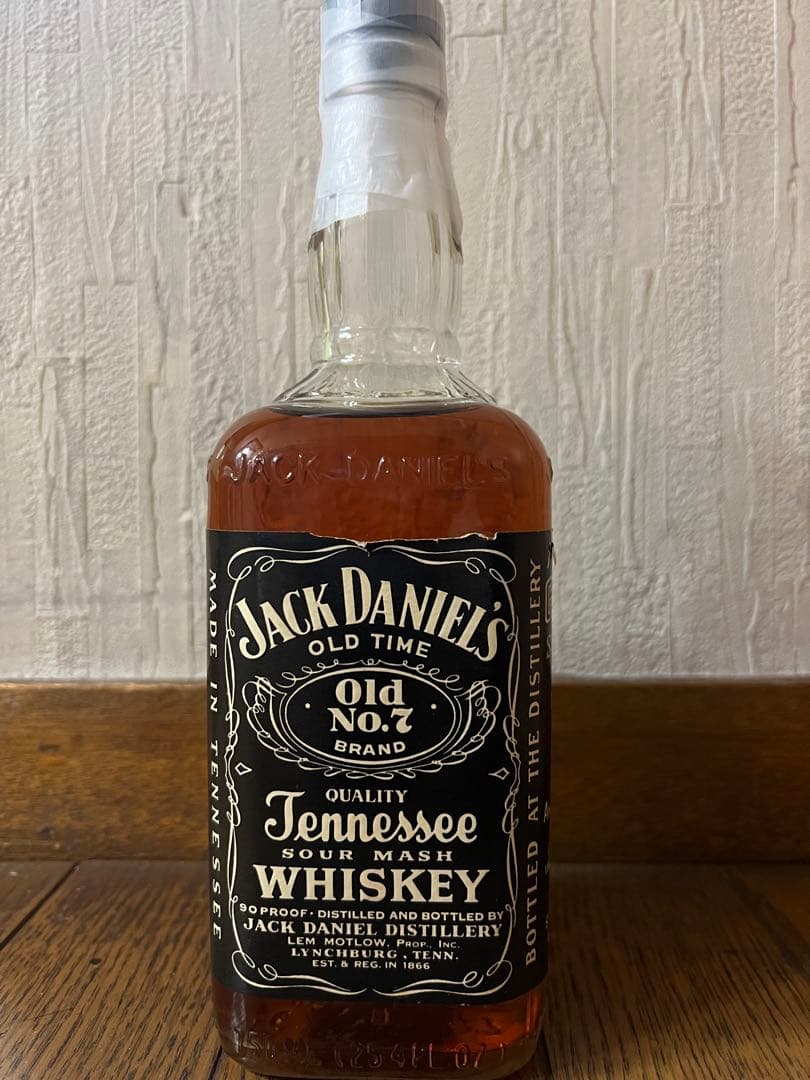 JACK DANIEL'S
JACK DANIEL'S
OLD TIME
Old
No.7
BRAND
QUALITY
Tennessee
SOUR MASH
WHISKEY
90 PROOF · DISTILLED AND BOTTLED BY
JACK DANIEL DISTILLERY
LEM MOTLOW, PROP., INC.
LYNCHBURG, TENN.
EST. & REG. IN 1866
MADE IN TENNESSEE
BOTTLED AT THE DISTILLERY